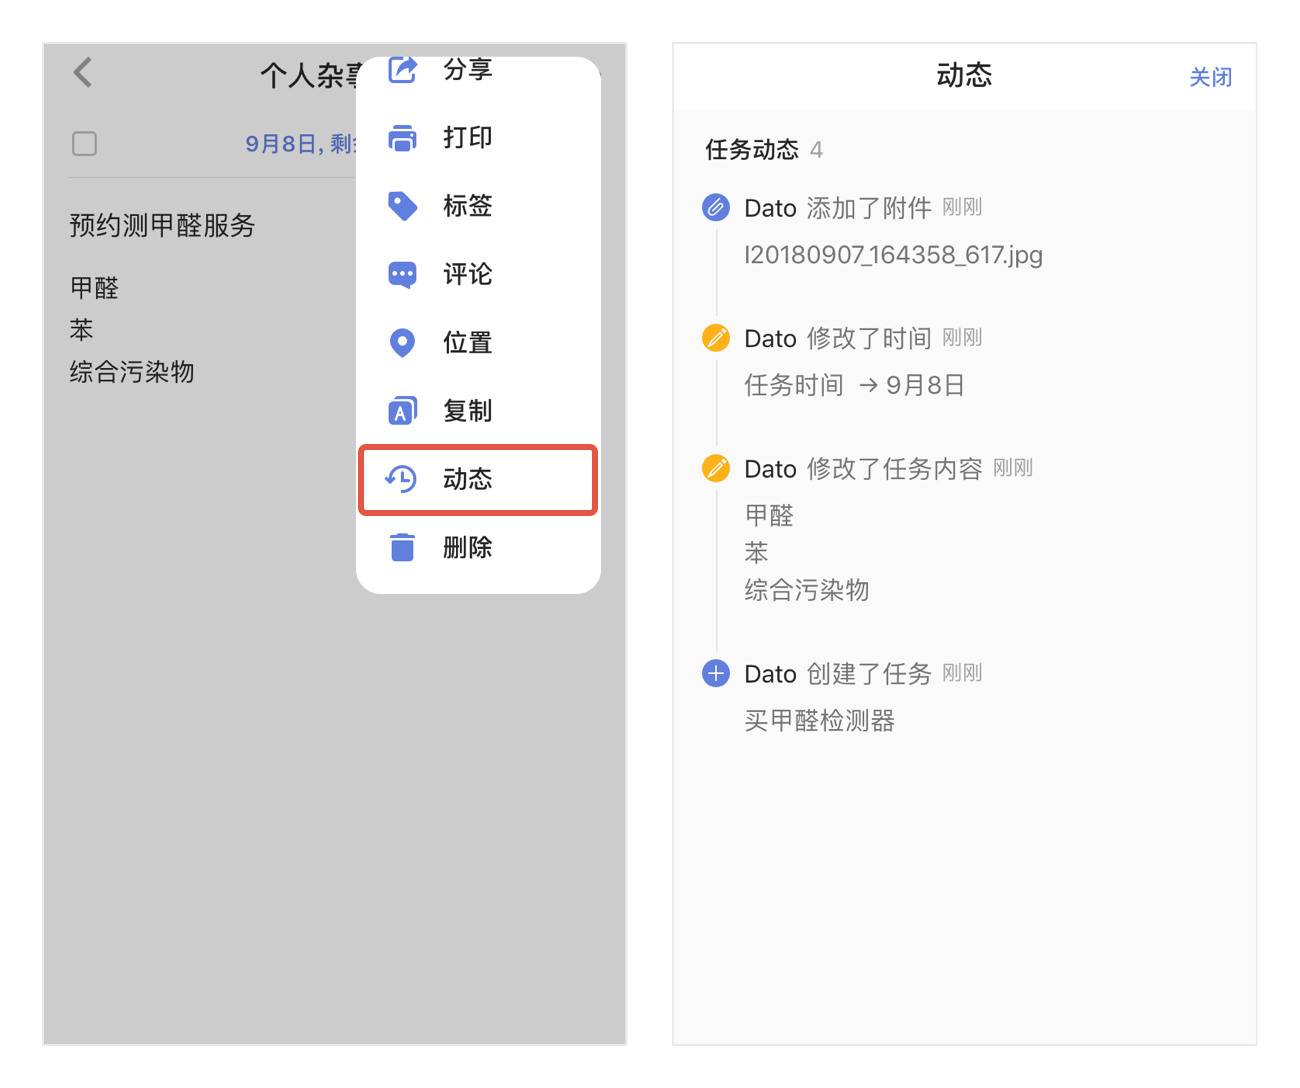 个人杂
9月8日, 剩
预约测甲醛服务
甲醛
苯
综合污染物
分享
打印
标签
评论
位置
复制
动态
删除
动态
关闭
任务动态 4
Dato 添加了附件 刚刚
I20180907_164358_617.jpg
Dato 修改了时间 刚刚
任务时间 → 9月8日
Dato 修改了任务内容 刚刚
甲醛
苯
综合污染物
Dato 创建了任务 刚刚
买甲醛检测器